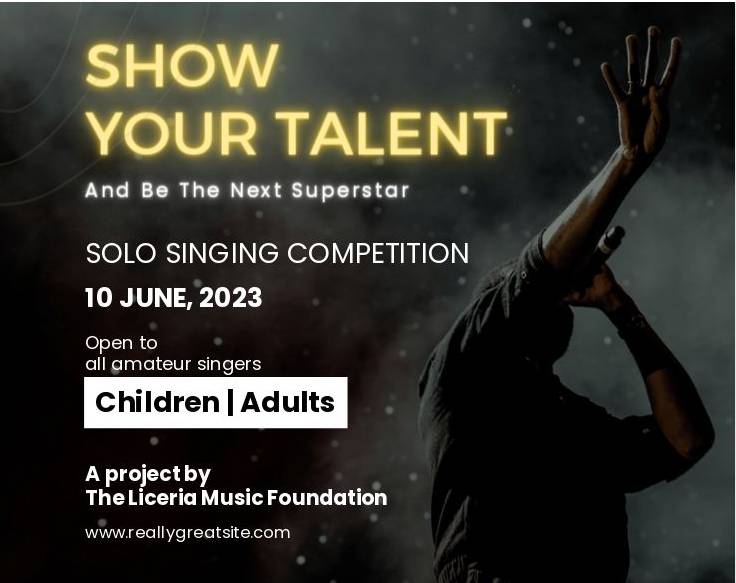 SHOW
YOUR TALENT
And Be The Next Superstar
SOLO SINGING COMPETITION
10 JUNE, 2023
Open to
all amateur singers
Children | Adults
A project by
The Liceria Music Foundation
www.reallygreatsite.com